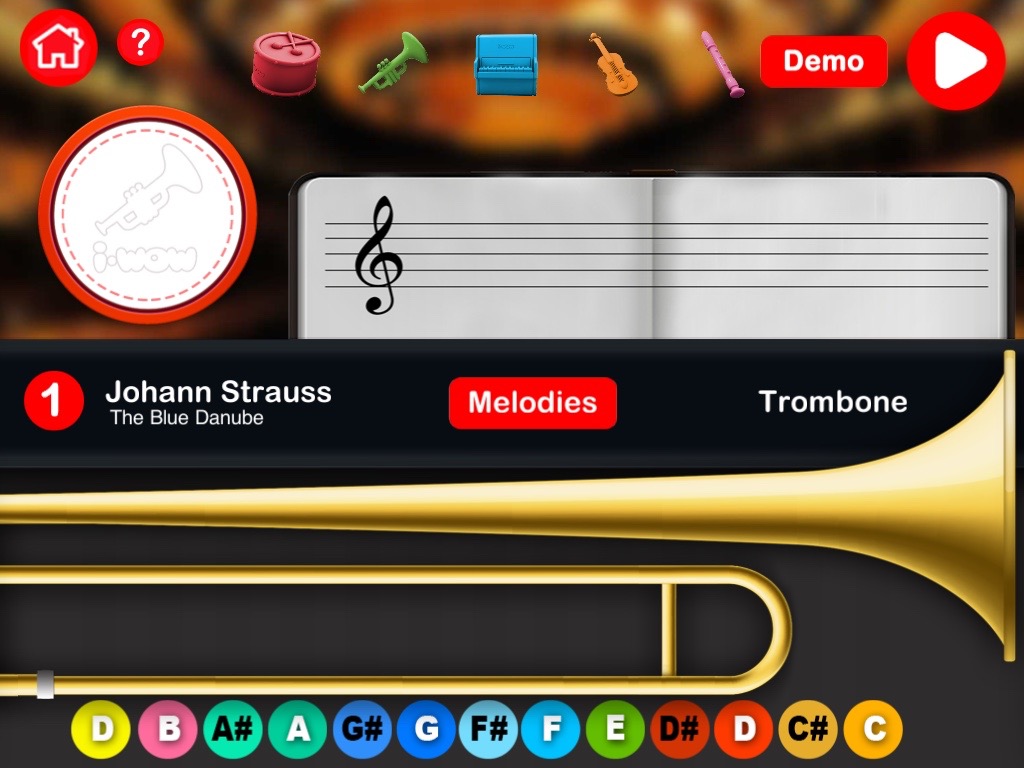 ?
Demo
i-wow
1
Johann Strauss
The Blue Danube
Melodies
Trombone
D B A# A G# G F# F E D# D C# C